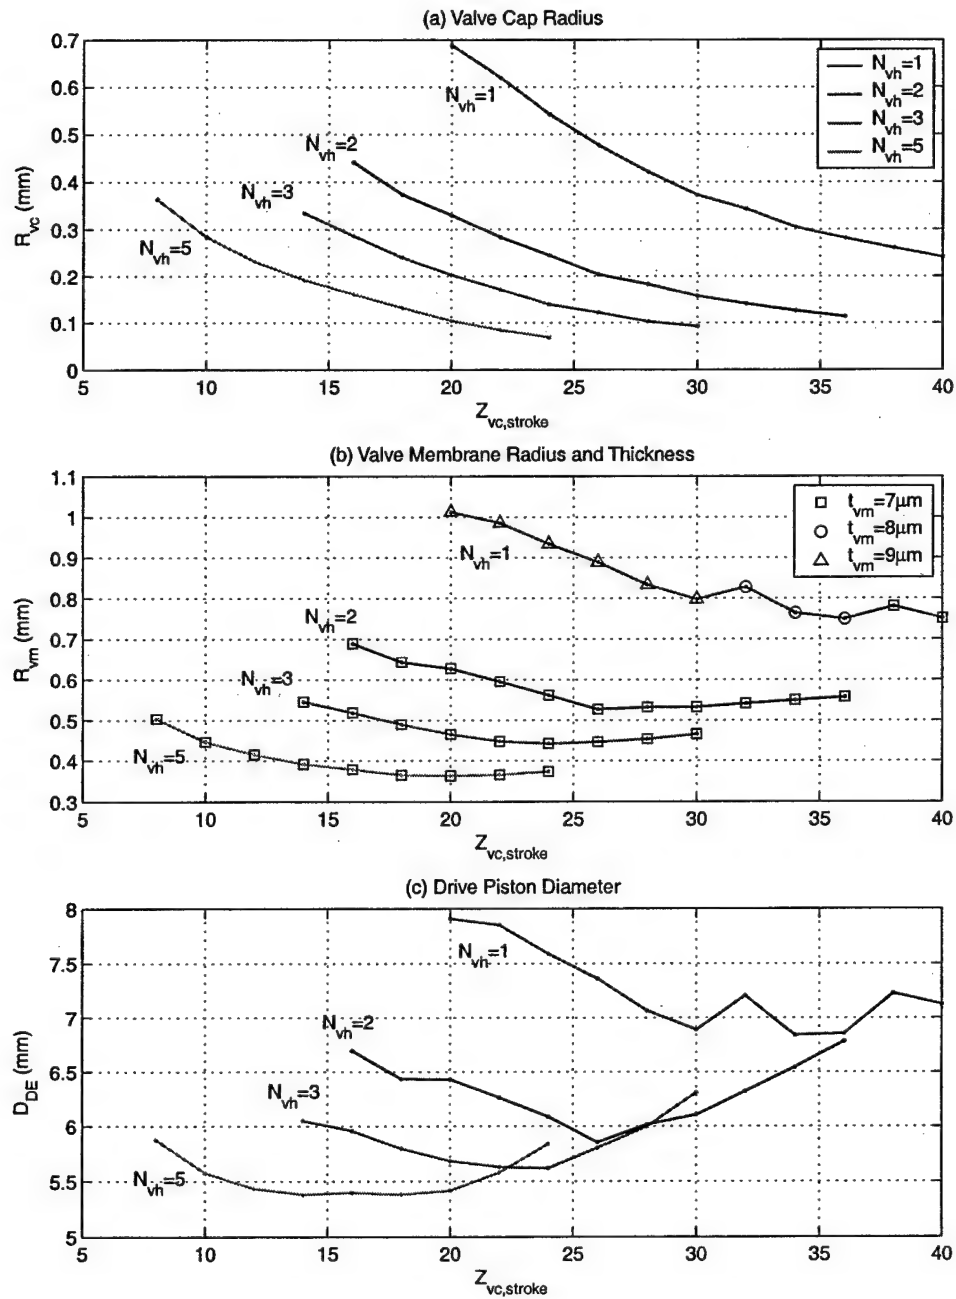 (a) Valve Cap Radius
0.7
0.6
0.5
0.4
0.3
0.2
0.1
0
R_vc (mm)
N_vh=1
N_vh=2
N_vh=3
N_vh=5
N_vh=1
N_vh=2
N_vh=3
N_vh=5
5 10 15 20 25 30 35 40
Z_vc,stroke
(b) Valve Membrane Radius and Thickness
1.1
1
0.9
0.8
0.7
0.6
0.5
0.4
0.3
R_vm (mm)
N_vh=1
N_vh=2
N_vh=3
N_vh=5
t_vm=7μm
t_vm=8μm
t_vm=9μm
5 10 15 20 25 30 35 40
Z_vc,stroke
(c) Drive Piston Diameter
8
7.5
7
6.5
6
5.5
5
D_DE (mm)
N_vh=1
N_vh=2
N_vh=3
N_vh=5
5 10 15 20 25 30 35 40
Z_vc,stroke